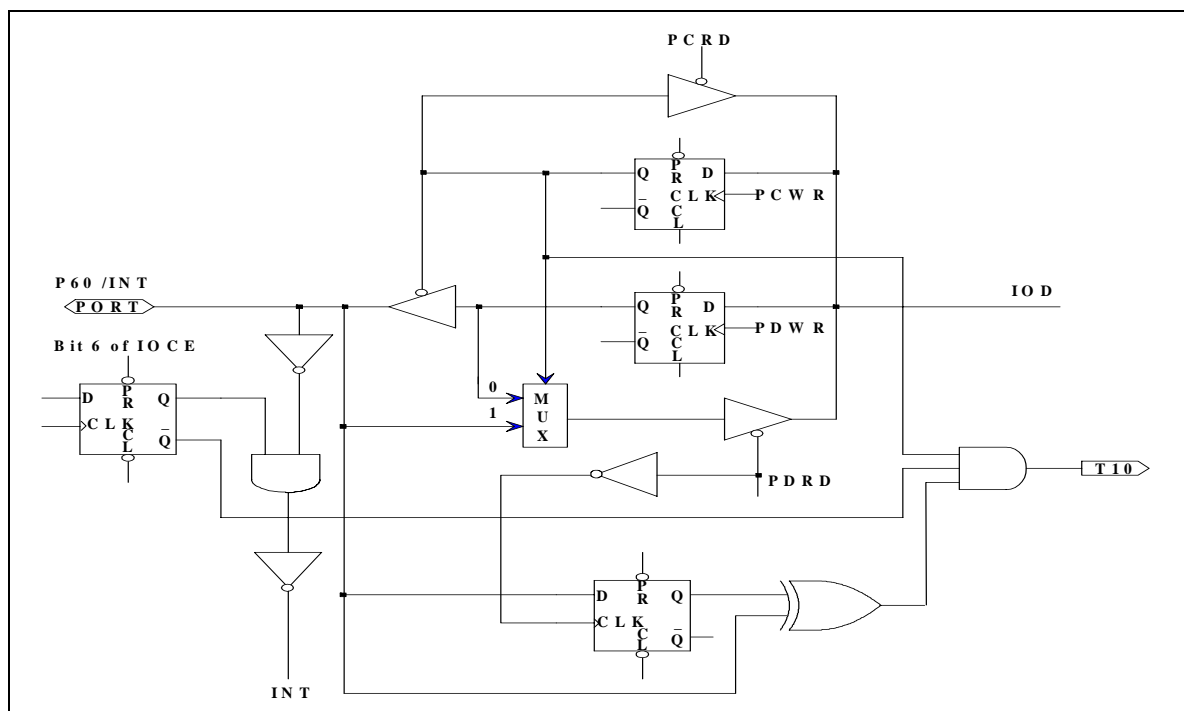 PCRD
Q PR D
CLK PCWR
Q̅ CL
P60 /INT
PORT
Q PR D
CLK PDWR
Q̅ CL
IOD
Bit 6 of IOCE
D PR Q
CLK
CL Q̅
0
1
MUX
PDRD
T10
D PR Q
CLK
CL Q̅
INT